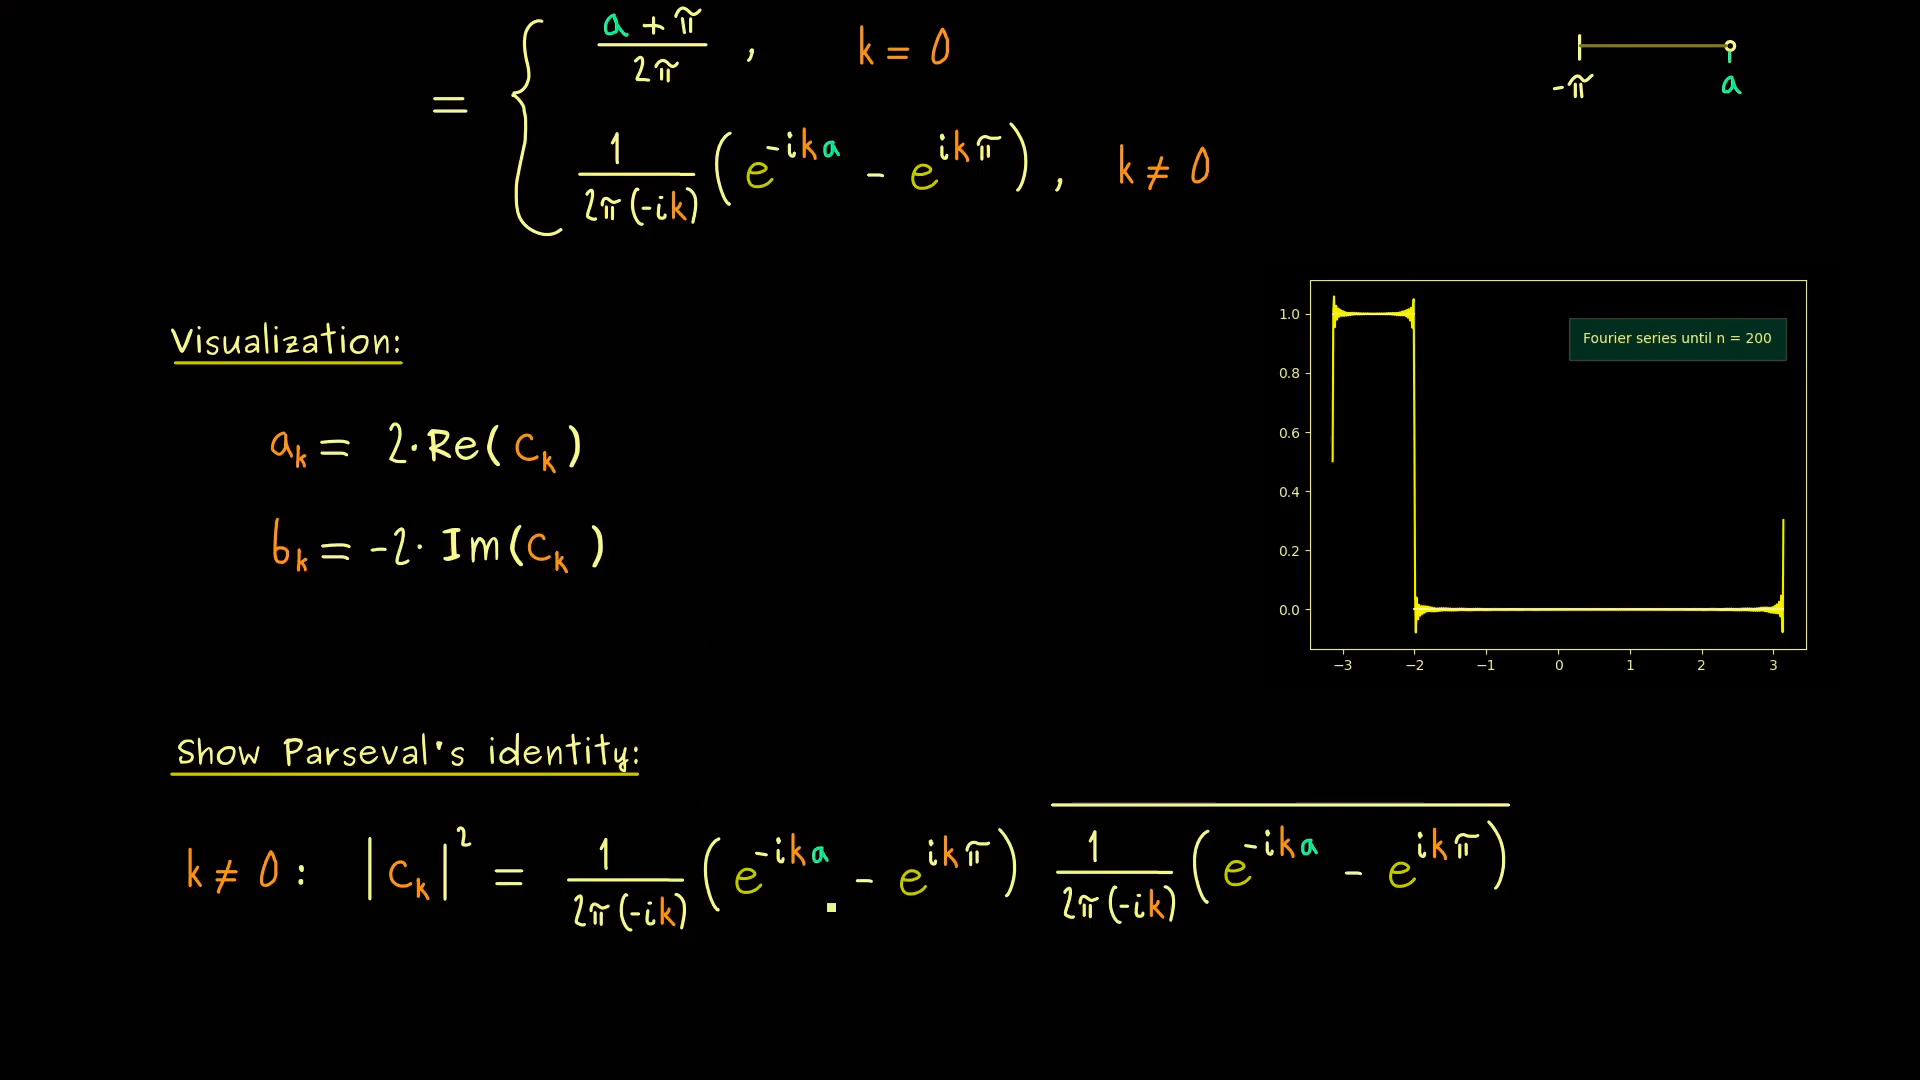 = { (a + π)/(2π) , k = 0
1/(2π(-ik)) (e^{-ika} - e^{ikπ}) , k ≠ 0
-π a
Visualization:
a_k = 2·Re(c_k)
b_k = -2·Im(c_k)
Fourier series until n = 200
1.0
0.8
0.6
0.4
0.2
0.0
−3 −2 −1 0 1 2 3
Show Parseval's identity:
k ≠ 0 : |c_k|² = 1/(2π(-ik)) (e^{-ika} - e^{ikπ}) \overline{1/(2π(-ik)) (e^{-ika} - e^{ikπ})}